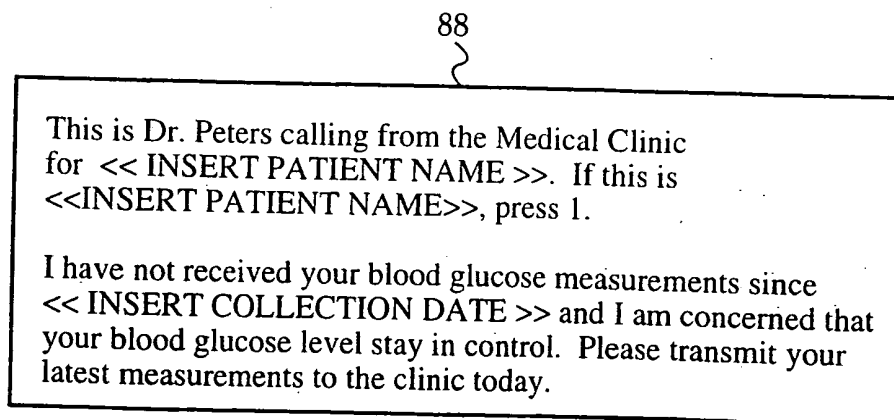 88
This is Dr. Peters calling from the Medical Clinic
for << INSERT PATIENT NAME >>. If this is
<<INSERT PATIENT NAME>>, press 1.
I have not received your blood glucose measurements since
<< INSERT COLLECTION DATE >> and I am concerned that
your blood glucose level stay in control. Please transmit your
latest measurements to the clinic today.